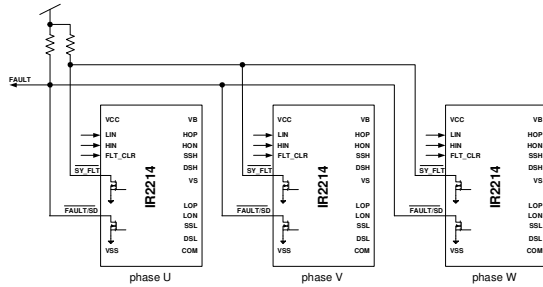 FAULT
VCC VB
LIN HOP
HIN HON
FLT_CLR SSH
DSH
SY_FLT VS
IR2214
LOP
FAULT/SD LON
SSL
DSL
VSS COM
phase U
VCC VB
LIN HOP
HIN HON
FLT_CLR SSH
DSH
SY_FLT VS
IR2214
LOP
FAULT/SD LON
SSL
DSL
VSS COM
phase V
VCC VB
LIN HOP
HIN HON
FLT_CLR SSH
DSH
SY_FLT VS
IR2214
LOP
FAULT/SD LON
SSL
DSL
VSS COM
phase W